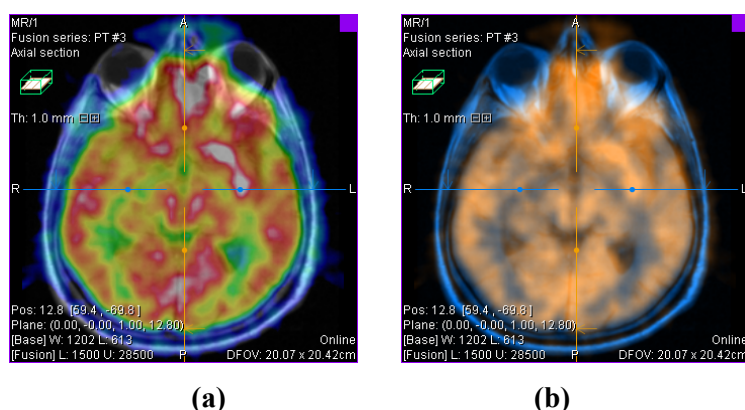 MR/1
Fusion series: PT #3
Axial section
A
Th: 1.0 mm
R
L
Pos: 12.8 [59.4 , -69.8]
Plane: (0.00, -0.00, 1.00, 12.80)
[Base] W: 1202 L: 613
Online
[Fusion] L: 1500 U: 28500
P
DFOV: 20.07 x 20.42cm
(a)
MR/1
Fusion series: PT #3
Axial section
A
Th: 1.0 mm
R
L
Pos: 12.8 [59.4 , -69.8]
Plane: (0.00, -0.00, 1.00, 12.80)
[Base] W: 1202 L: 613
Online
[Fusion] L: 1500 U: 28500
P
DFOV: 20.07 x 20.42cm
(b)